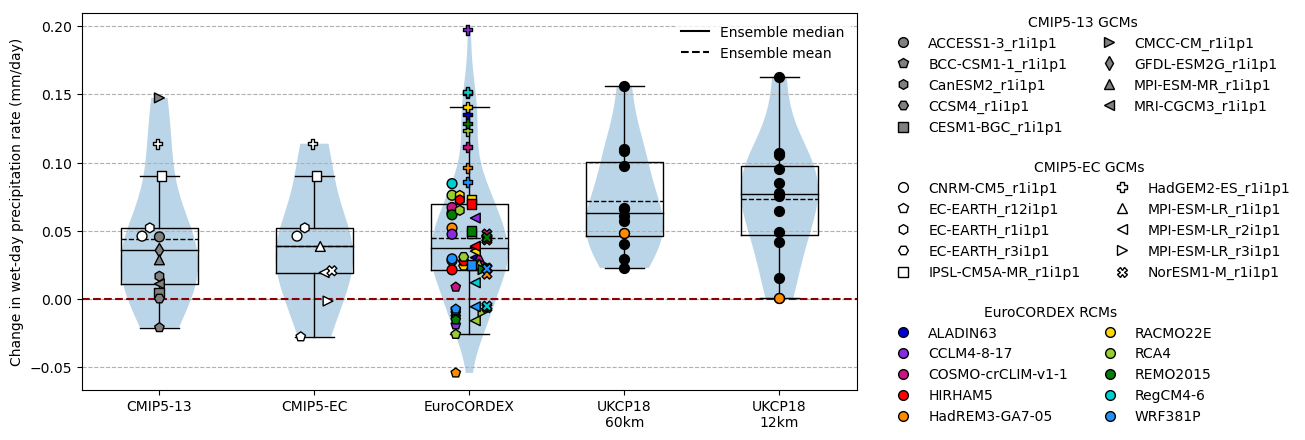 Change in wet-day precipitation rate (mm/day)
0.20
0.15
0.10
0.05
0.00
−0.05
Ensemble median
Ensemble mean
CMIP5-13
CMIP5-EC
EuroCORDEX
UKCP18
60km
UKCP18
12km
CMIP5-13 GCMs
ACCESS1-3_r1i1p1
BCC-CSM1-1_r1i1p1
CanESM2_r1i1p1
CCSM4_r1i1p1
CESM1-BGC_r1i1p1
CMCC-CM_r1i1p1
GFDL-ESM2G_r1i1p1
MPI-ESM-MR_r1i1p1
MRI-CGCM3_r1i1p1
CMIP5-EC GCMs
CNRM-CM5_r1i1p1
EC-EARTH_r12i1p1
EC-EARTH_r1i1p1
EC-EARTH_r3i1p1
IPSL-CM5A-MR_r1i1p1
HadGEM2-ES_r1i1p1
MPI-ESM-LR_r1i1p1
MPI-ESM-LR_r2i1p1
MPI-ESM-LR_r3i1p1
NorESM1-M_r1i1p1
EuroCORDEX RCMs
ALADIN63
CCLM4-8-17
COSMO-crCLIM-v1-1
HIRHAM5
HadREM3-GA7-05
RACMO22E
RCA4
REMO2015
RegCM4-6
WRF381P